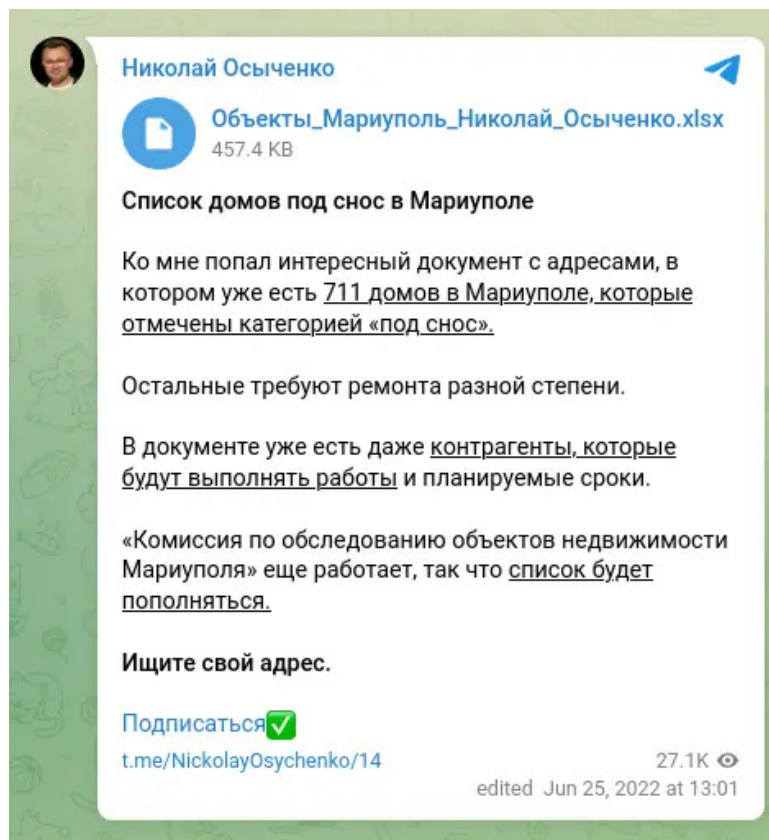 Николай Осыченко
Объекты_Мариуполь_Николай_Осыченко.xlsx
457.4 KB
Список домов под снос в Мариуполе
Ко мне попал интересный документ с адресами, в
котором уже есть 711 домов в Мариуполе, которые
отмечены категорией «под снос».
Остальные требуют ремонта разной степени.
В документе уже есть даже контрагенты, которые
будут выполнять работы и планируемые сроки.
«Комиссия по обследованию объектов недвижимости
Мариуполя» еще работает, так что список будет
пополняться.
Ищите свой адрес.
Подписаться✅
t.me/NickolayOsychenko/14 27.1K
edited Jun 25, 2022 at 13:01